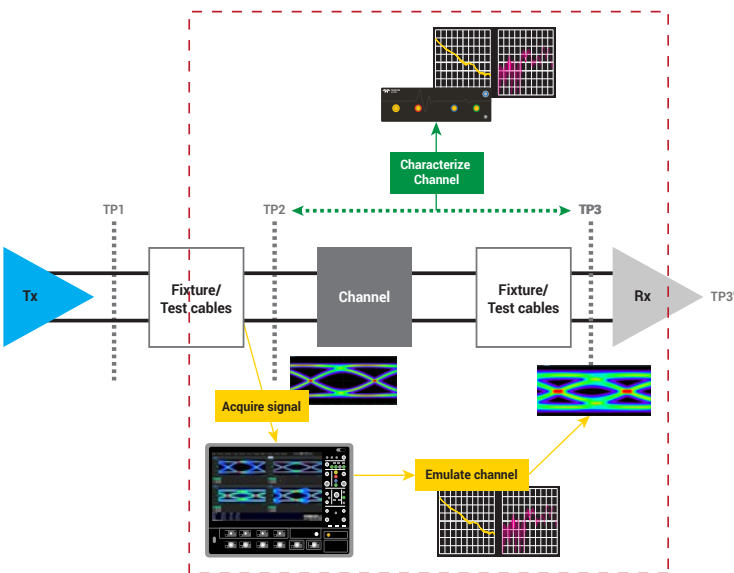 Characterize
Channel
TP1
TP2
TP3
Tx
Fixture/
Test cables
Channel
Fixture/
Test cables
Rx
TP3'
Acquire signal
Emulate channel